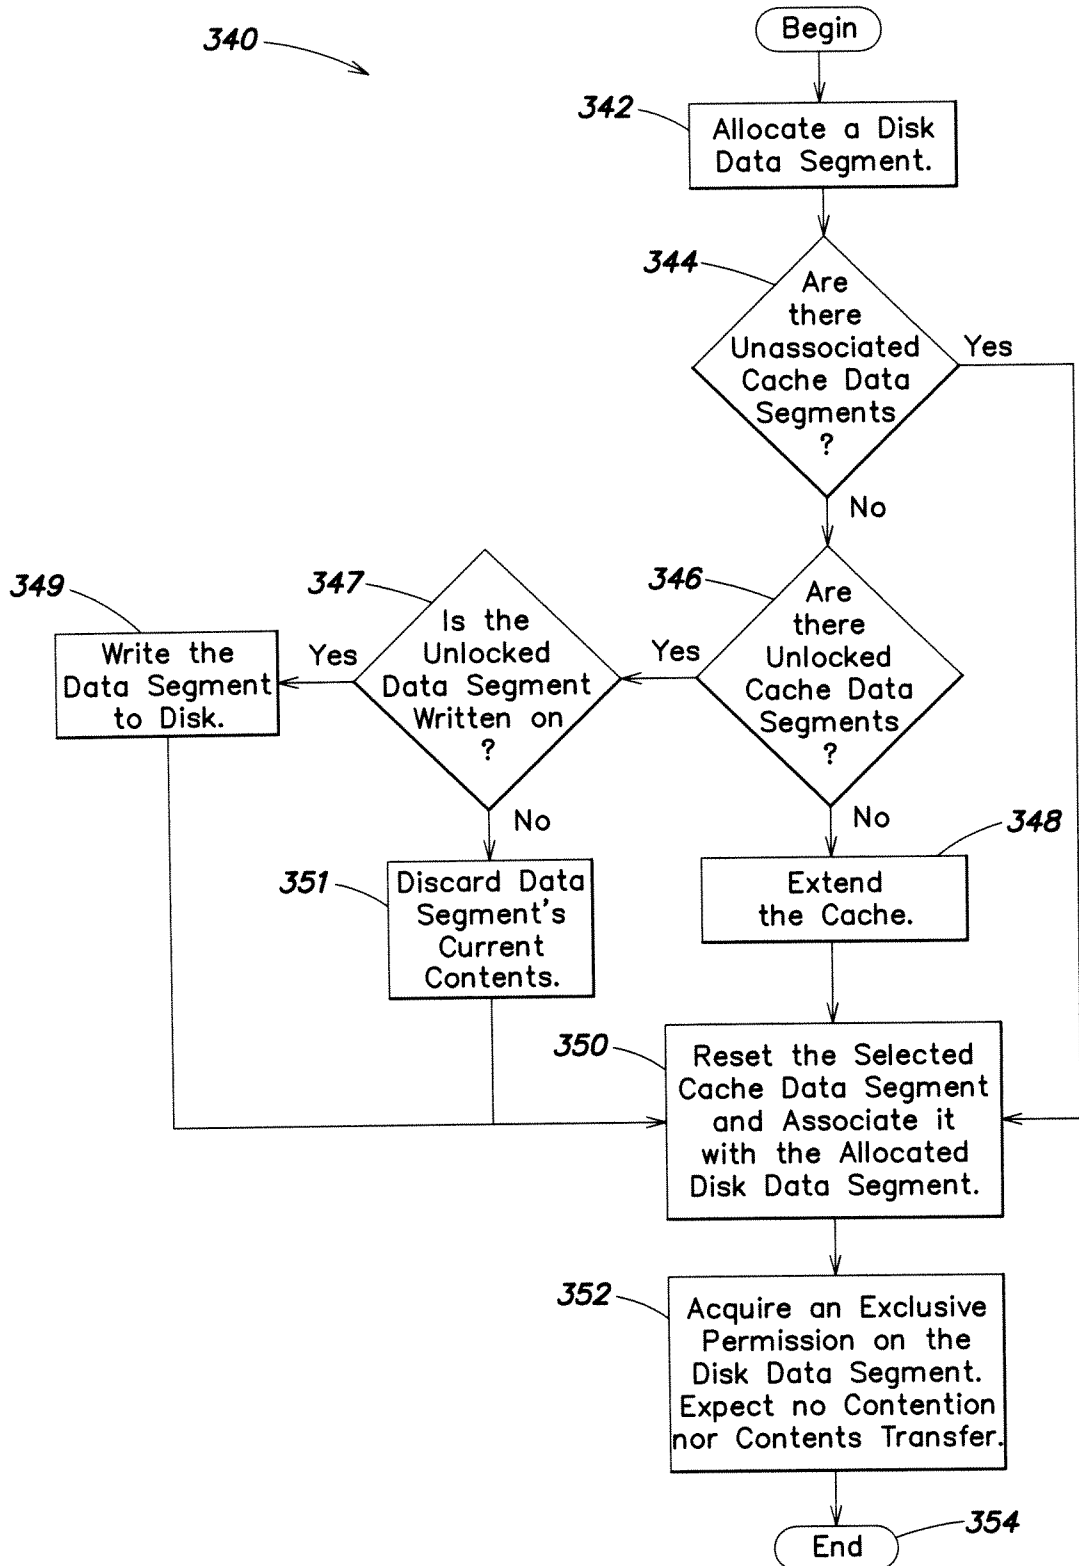 340
Begin
342
Allocate a Disk
Data Segment.
344
Are
there
Unassociated
Cache Data
Segments
?
Yes
No
346
Are
there
Unlocked
Cache Data
Segments
?
Yes
No
347
Is the
Unlocked
Data Segment
Written on
?
Yes
No
349
Write the
Data Segment
to Disk.
351
Discard Data
Segment's
Current
Contents.
348
Extend
the Cache.
350
Reset the Selected
Cache Data Segment
and Associate it
with the Allocated
Disk Data Segment.
352
Acquire an Exclusive
Permission on the
Disk Data Segment.
Expect no Contention
nor Contents Transfer.
End
354